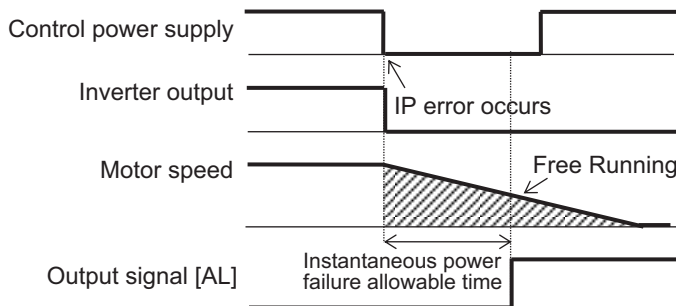 Control power supply
IP error occurs
Inverter output
Free Running
Motor speed
Instantaneous power
failure allowable time
Output signal [AL]